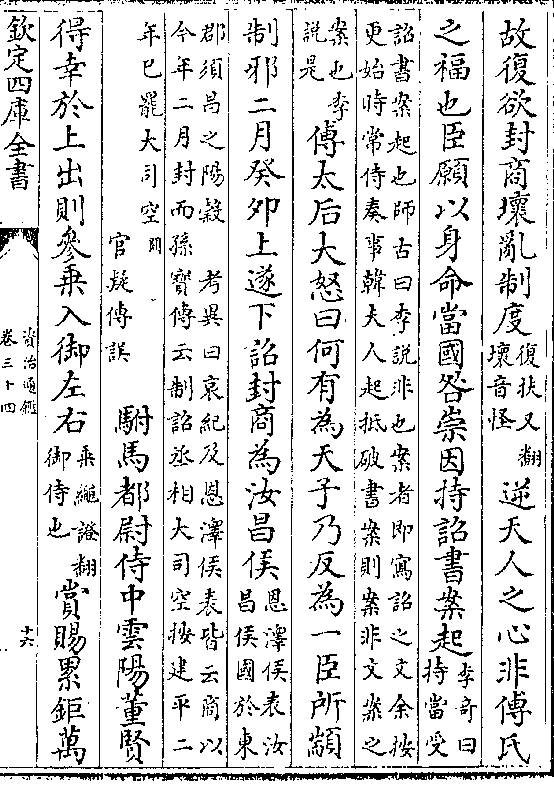 故復欲封商壞亂制度復扶又翻壞音怪逆天人之心非傅氏
之福也臣願以身命當國咎崇因持詔書案起李奇曰持當受
詔書案起也師古曰李說非也案者即寫詔之文余按
更始時常侍奏事韓夫人起抵破書案則案非文案之
案也李說是傅太后大怒曰何有為天子乃反為一臣所顓
制邪二月癸夘上遂下詔封商為汝昌侯恩澤侯表汝昌侯國於東
郡須昌之陽穀考異曰哀紀及恩澤侯表皆云商以
今年二月封而孫寳傳云制詔丞相大司空按建平二
年已罷大司空則官疑傳誤駙馬都尉侍中雲陽董賢
得幸於上出則參乗入御左右乗繩證翻御侍也賞賜累鉅萬
欽定四庫全書
資治通鑑
卷三十四
十六